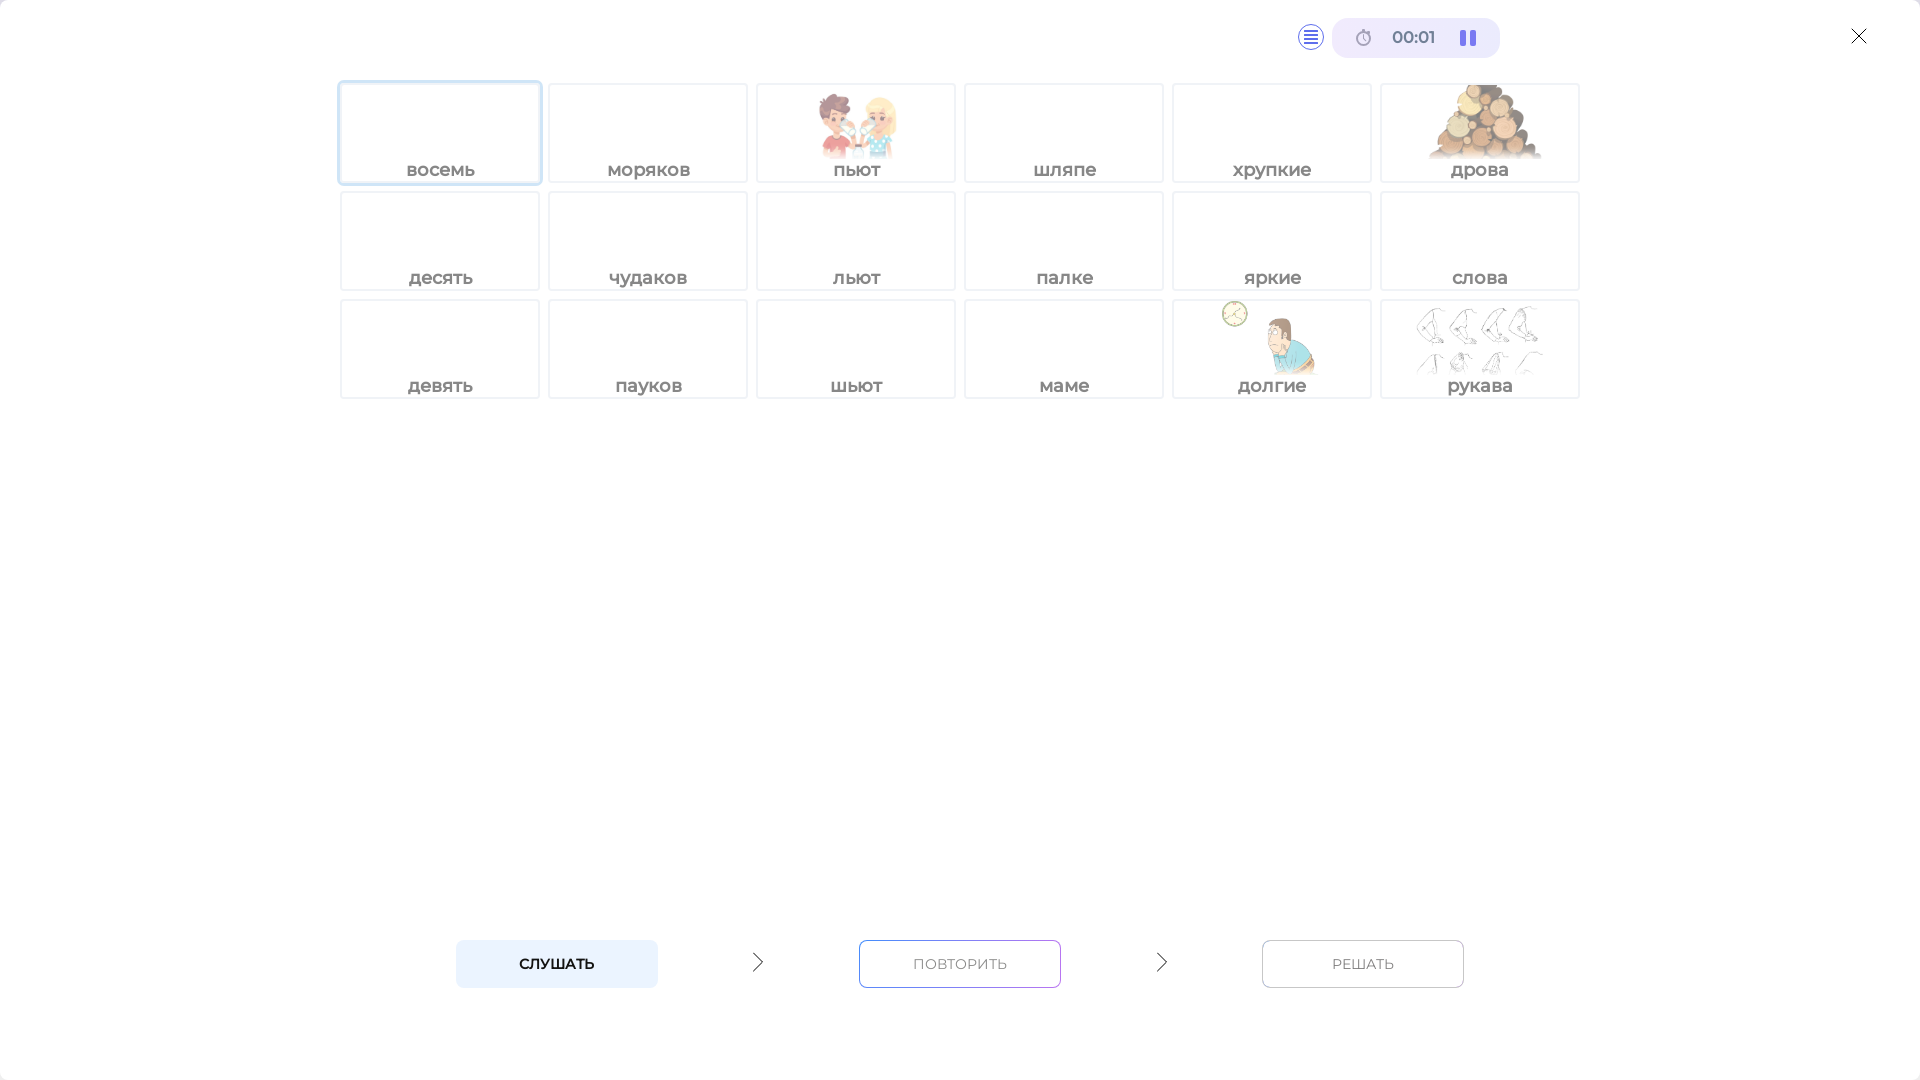 00:01
восемь моряков пьют шляпе хрупкие дрова
десять чудаков льют палке яркие слова
девять пауков шьют маме долгие рукава
СЛУШАТЬ ПОВТОРИТЬ РЕШАТЬ